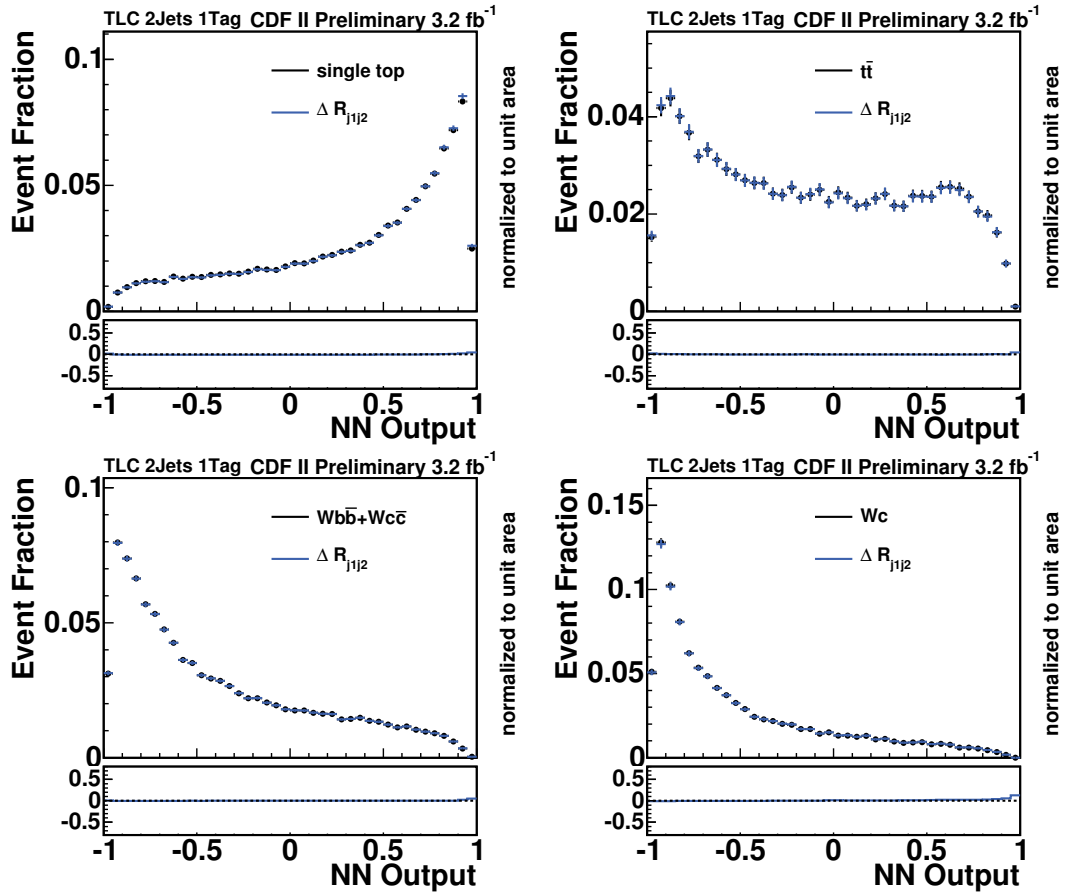 TLC 2Jets 1Tag CDF II Preliminary 3.2 fb-1
Event Fraction
normalized to unit area
0.1
0.05
0
single top
Δ Rj1j2
0.5
0
-0.5
-1 -0.5 0 0.5 1
NN Output
TLC 2Jets 1Tag CDF II Preliminary 3.2 fb-1
Event Fraction
normalized to unit area
0.04
0.02
0
tt̄
Δ Rj1j2
0.5
0
-0.5
-1 -0.5 0 0.5 1
NN Output
TLC 2Jets 1Tag CDF II Preliminary 3.2 fb-1
Event Fraction
normalized to unit area
0.1
0.05
0
Wbb̄+Wcc̄
Δ Rj1j2
0.5
0
-0.5
-1 -0.5 0 0.5 1
NN Output
TLC 2Jets 1Tag CDF II Preliminary 3.2 fb-1
Event Fraction
normalized to unit area
0.15
0.1
0.05
0
Wc
Δ Rj1j2
0.5
0
-0.5
-1 -0.5 0 0.5 1
NN Output